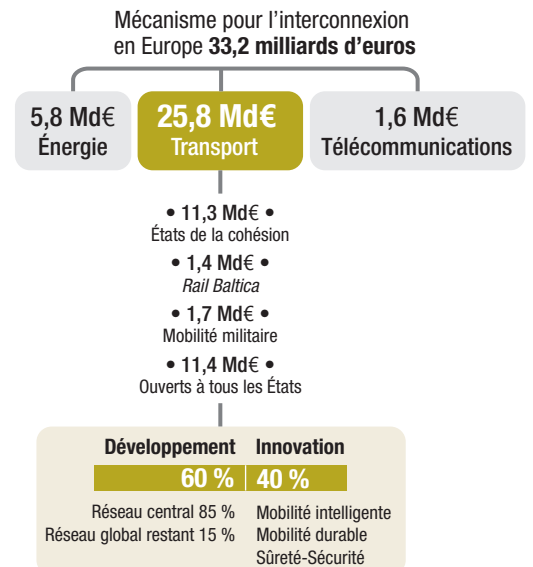 Mécanisme pour l’interconnexion
en Europe 33,2 milliards d’euros
5,8 Md€
Énergie
25,8 Md€
Transport
1,6 Md€
Télécommunications
• 11,3 Md€ •
États de la cohésion
• 1,4 Md€ •
Rail Baltica
• 1,7 Md€ •
Mobilité militaire
• 11,4 Md€ •
Ouverts à tous les États
Développement
60 %
Réseau central 85 %
Réseau global restant 15 %
Innovation
40 %
Mobilité intelligente
Mobilité durable
Sûreté-Sécurité